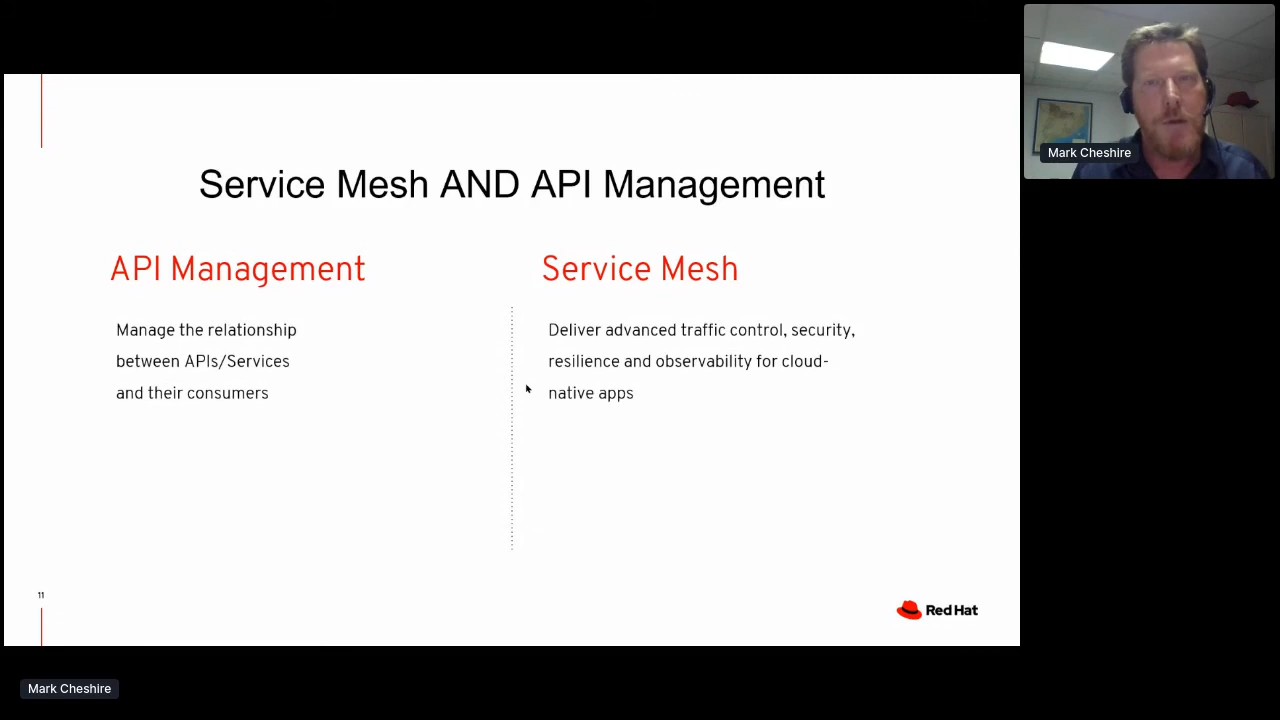 Mark Cheshire
Service Mesh AND API Management
API Management
Manage the relationship
between APIs/Services
and their consumers
Service Mesh
Deliver advanced traffic control, security,
resilience and observability for cloud-
native apps
11
Red Hat
Mark Cheshire